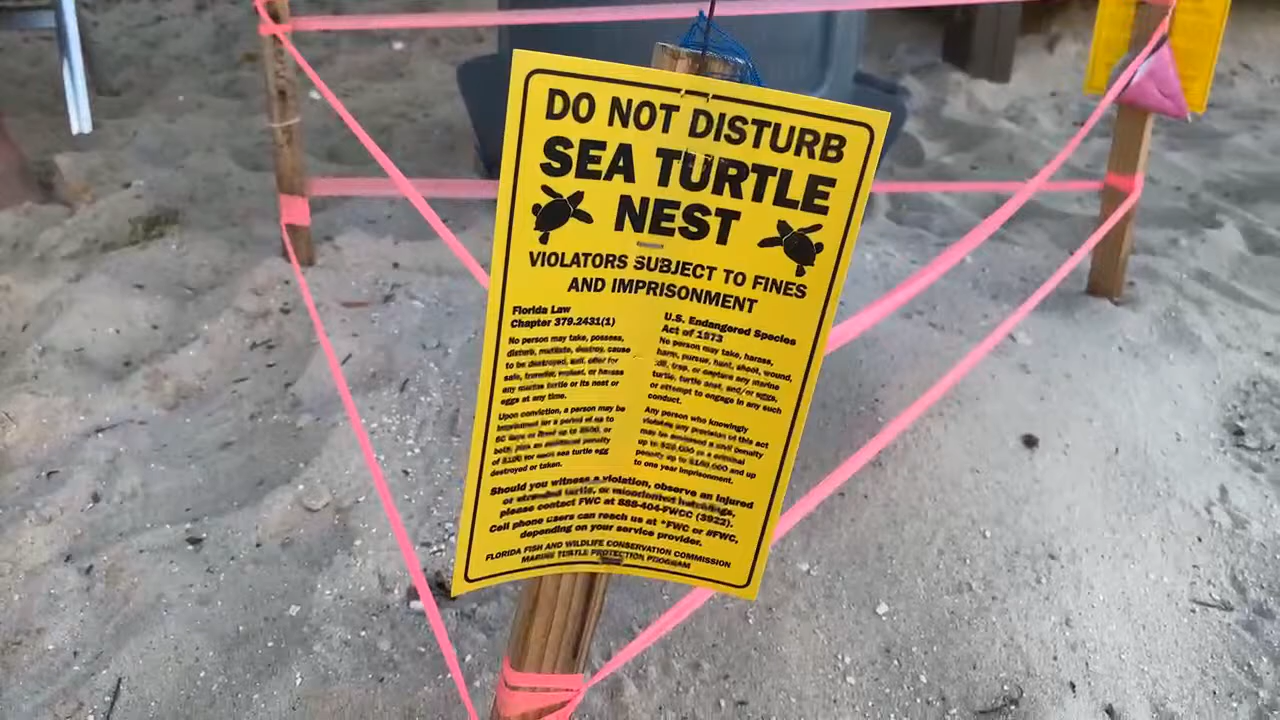 DO NOT DISTURB
SEA TURTLE
NEST
VIOLATORS SUBJECT TO FINES
AND IMPRISONMENT
Florida Law
Chapter 379.2431(1)
No person may take, possess,
disturb, mutilate, destroy, cause
to be destroyed, sell, offer for
sale, transfer, molest, or harass
any marine turtle or its nest or
eggs at any time.
Upon conviction, a person may be
imprisoned for a period of up to
60 days or fined up to $500, or
both, plus an additional penalty
of $100 for each sea turtle egg
destroyed or taken.
U.S. Endangered Species
Act of 1973
No person may take, harass,
harm, pursue, hunt, shoot, wound,
kill, trap, or capture any marine
turtle, turtle nest, and/or eggs,
or attempt to engage in any such
conduct.
Any person who knowingly
violates any provision of this act
may be assessed a civil penalty
up to $25,000 or a criminal
penalty up to $100,000 and up
to one year imprisonment.
Should you witness a violation, observe an injured
or stranded turtle, or misoriented hatchlings,
please contact FWC at 888-404-FWCC (3922).
Cell phone users can reach us at *FWC or #FWC,
depending on your service provider.
FLORIDA FISH AND WILDLIFE CONSERVATION COMMISSION
MARINE TURTLE PROTECTION PROGRAM